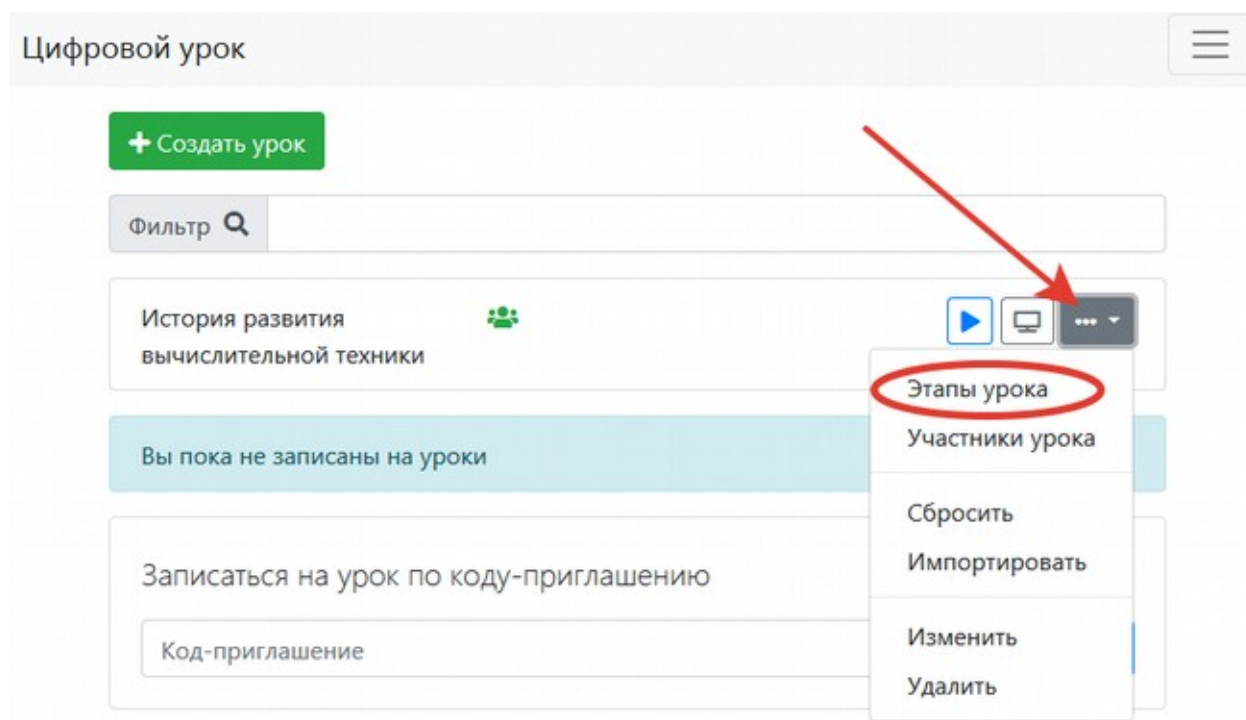 Цифровой урок
Создать урок
Фильтр
История развития
вычислительной техники
Этапы урока
Участники урока
Вы пока не записаны на уроки
Сбросить
Импортировать
Записаться на урок по коду-приглашению
Код-приглашение
Изменить
Удалить